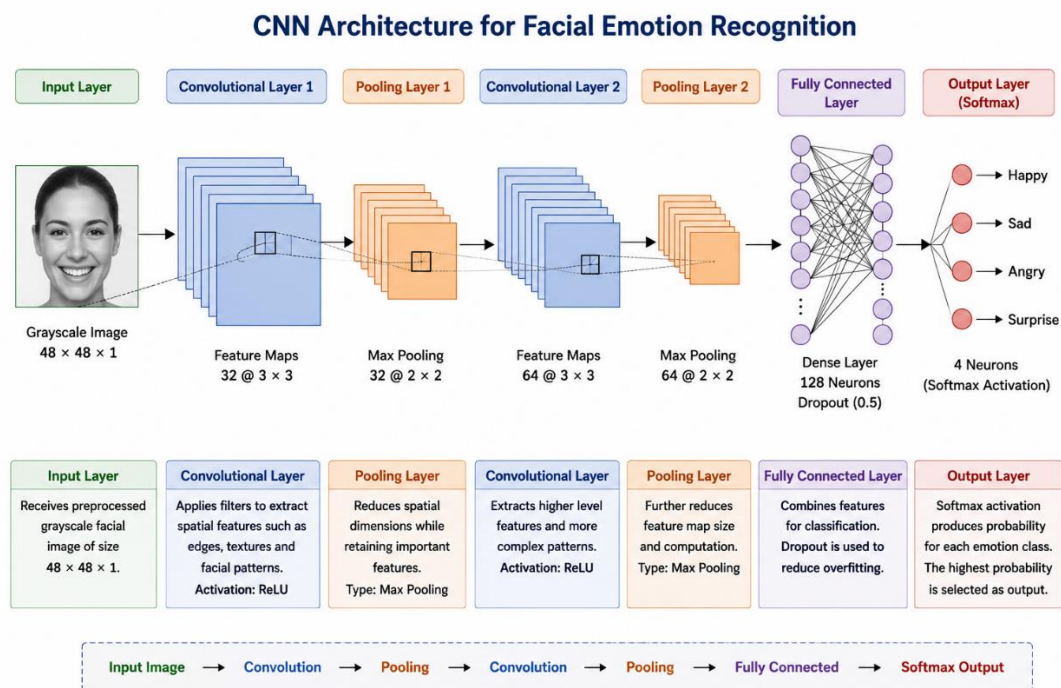 CNN Architecture for Facial Emotion Recognition
Input Layer
Convolutional Layer 1
Pooling Layer 1
Convolutional Layer 2
Pooling Layer 2
Fully Connected
Layer
Output Layer
(Softmax)
Happy
Sad
Angry
Surprise
Grayscale Image
48 × 48 × 1
Feature Maps
32 @ 3 × 3
Max Pooling
32 @ 2 × 2
Feature Maps
64 @ 3 × 3
Max Pooling
64 @ 2 × 2
Dense Layer
128 Neurons
Dropout (0.5)
4 Neurons
(Softmax Activation)
Input Layer
Receives preprocessed
grayscale facial
image of size
48 × 48 × 1.
Convolutional Layer
Applies filters to extract
spatial features such as
edges, textures and
facial patterns.
Activation: ReLU
Pooling Layer
Reduces spatial
dimensions while
retaining important
features.
Type: Max Pooling
Convolutional Layer
Extracts higher level
features and more
complex patterns.
Activation: ReLU
Pooling Layer
Further reduces
feature map size
and computation.
Type: Max Pooling
Fully Connected Layer
Combines features
for classification.
Dropout is used to
reduce overfitting.
Output Layer
Softmax activation
produces probability
for each emotion class.
The highest probability
is selected as output.
Input Image → Convolution → Pooling → Convolution → Pooling → Fully Connected → Softmax Output